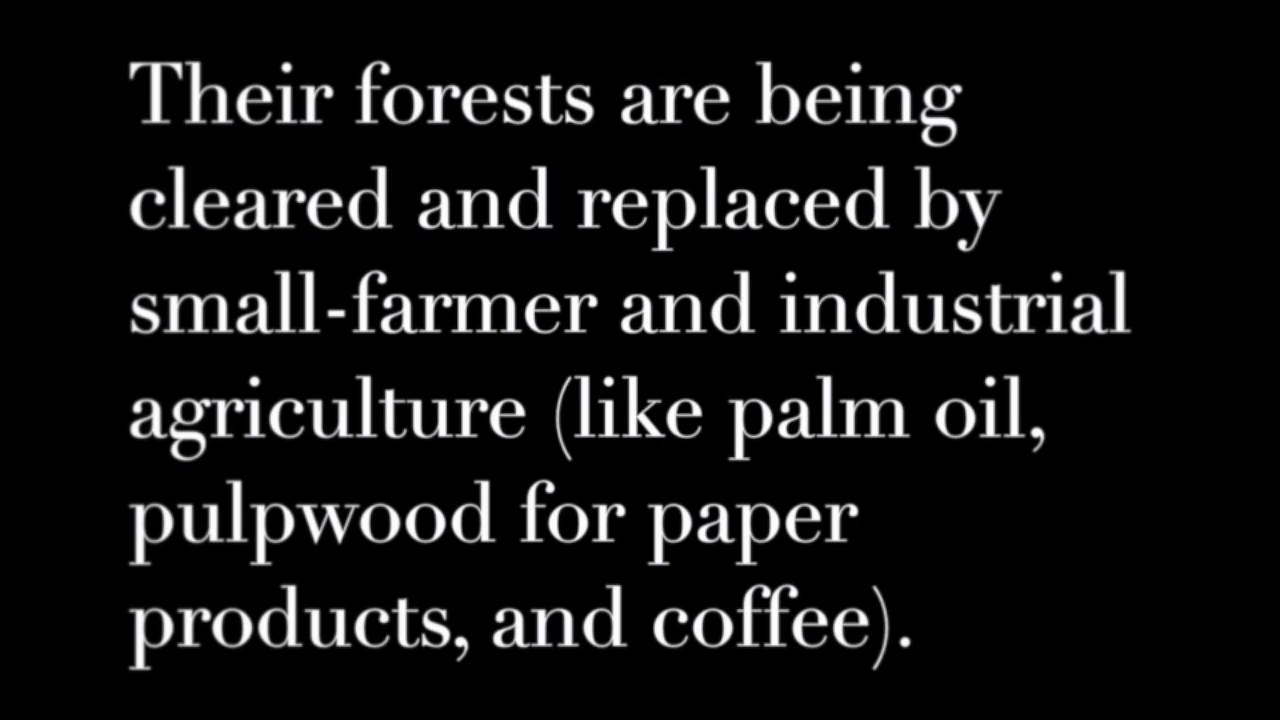 Their forests are being
cleared and replaced by
small-farmer and industrial
agriculture (like palm oil,
pulpwood for paper
products, and coffee).